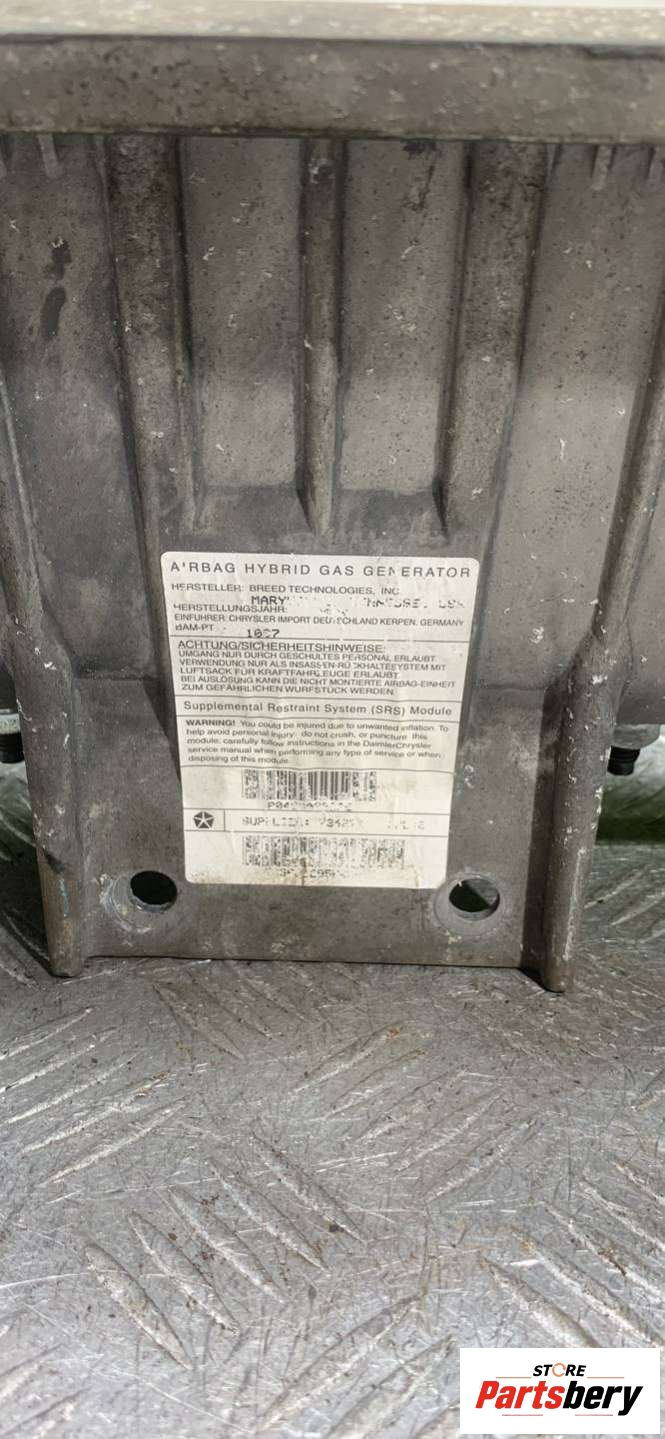 A'RBAG HYBRID GAS GENERATOR
HERSTELLER: BREED TECHNOLOGIES, INC
HERSTELLUNGSJAHR:
EINFUHRER: CHRYSLER IMPORT DEUTSCHLAND KERPEN, GERMANY
BAM-PT
ACHTUNG/SICHERHEITSHINWEISE:
UMGANG NUR DURCH GESCHULTES PERSONAL ERLAUBT.
VERWENDUNG NUR ALS INSASSEN-RÜCKHALTESYSTEM MIT
LUFTSACK FÜR KRAFTFAHRZEUGE ERLAUBT.
BEI AUSLÖSUNG KANN DIE NICHT MONTIERTE AIRBAG-EINHEIT
ZUM GEFÄHRLICHEN WURFSTÜCK WERDEN.
Supplemental Restraint System (SRS) Module
WARNING! You could be injured due to unwanted inflation. To
help avoid personal injury: do not crush, or puncture this
module; carefully follow instructions in the DaimlerChrysler
service manual when performing any type of service or when
disposing of this module.
STORE
Partsbery